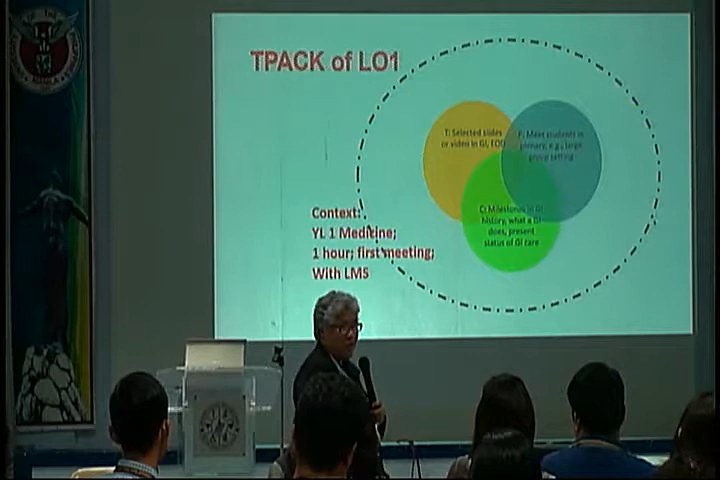 TPACK of LO1
T: Selected slides
or video in GI, EOD
P: Meet students in
plenary, e.g., large
group setting
C: Milestones in GI
history, what a GI
does, present
status of GI care
Context:
YL 1 Medicine;
1 hour; first meeting;
With LMS